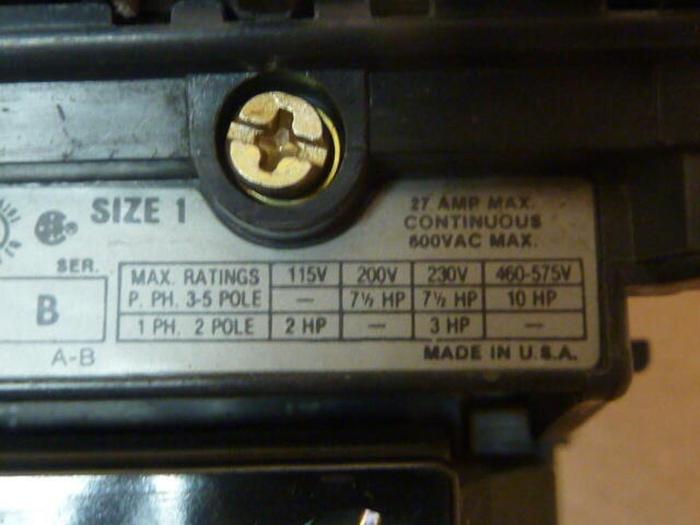 SIZE 1
27 AMP MAX.
CONTINUOUS
600VAC MAX.
SER.
B
MAX. RATINGS 115V 200V 230V 460-575V
P. PH. 3-5 POLE — 7½ HP 7½ HP 10 HP
1 PH. 2 POLE 2 HP — 3 HP —
A-B
MADE IN U.S.A.